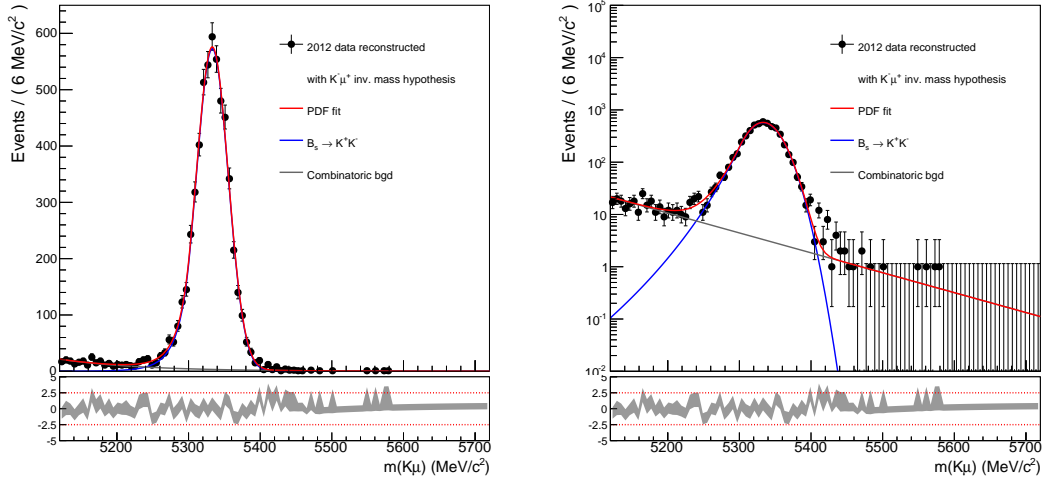 Events / ( 6 MeV/c²)
600
500
400
300
200
100
0
2012 data reconstructed
with K⁻μ⁺ inv. mass hypothesis
PDF fit
Bₛ → K⁺K⁻
Combinatoric bgd
5
2.5
0
-2.5
-5
5200 5300 5400 5500 5600 5700
m(Kμ) (MeV/c²)
Events / ( 6 MeV/c²)
10⁵
10⁴
10³
10²
10
1
10⁻¹
10⁻²
2012 data reconstructed
with K⁻μ⁺ inv. mass hypothesis
PDF fit
Bₛ → K⁺K⁻
Combinatoric bgd
5
2.5
0
-2.5
-5
5200 5300 5400 5500 5600 5700
m(Kμ) (MeV/c²)